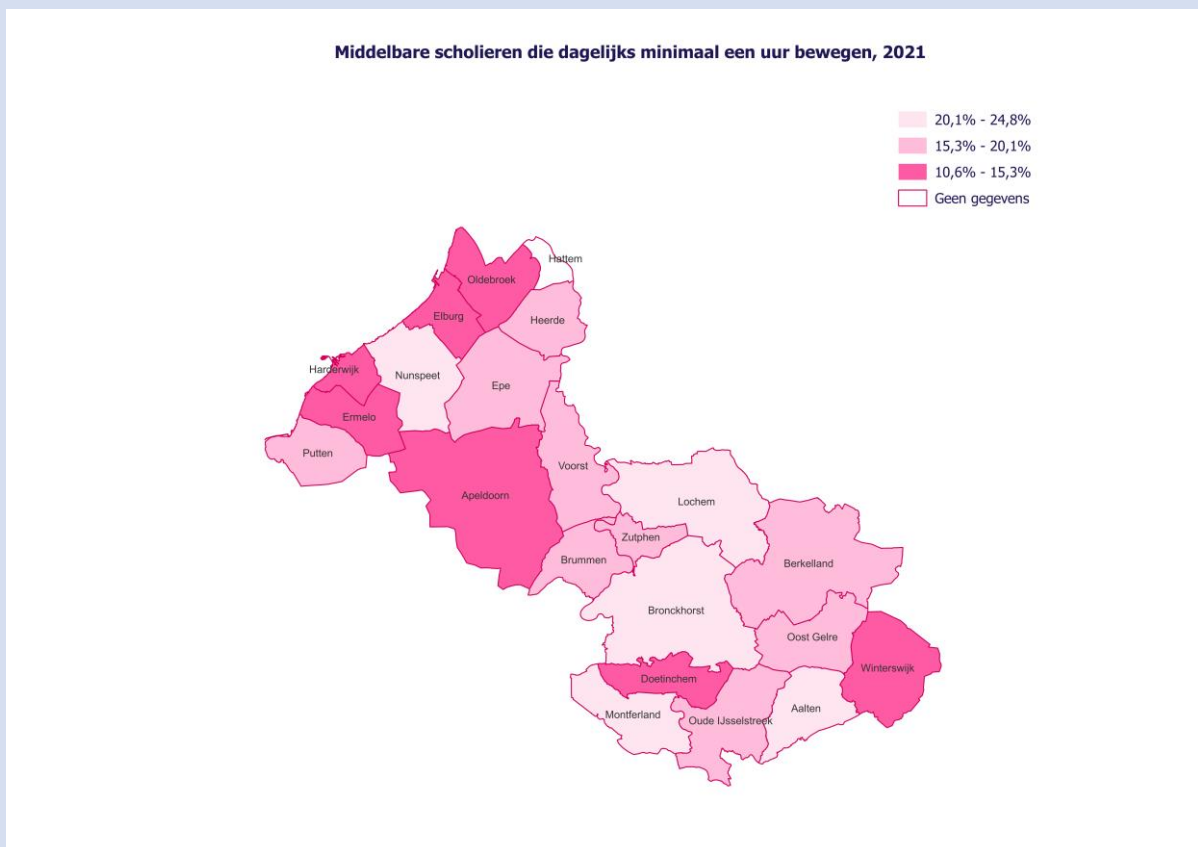 Middelbare scholieren die dagelijks minimaal een uur bewegen, 2021
20,1% - 24,8%
15,3% - 20,1%
10,6% - 15,3%
Geen gegevens
Hattem
Oldebroek
Elburg
Heerde
Harderwijk
Nunspeet
Epe
Ermelo
Putten
Voorst
Apeldoorn
Lochem
Zutphen
Brummen
Berkelland
Bronckhorst
Oost Gelre
Winterswijk
Doetinchem
Aalten
Montferland
Oude IJsselstreek